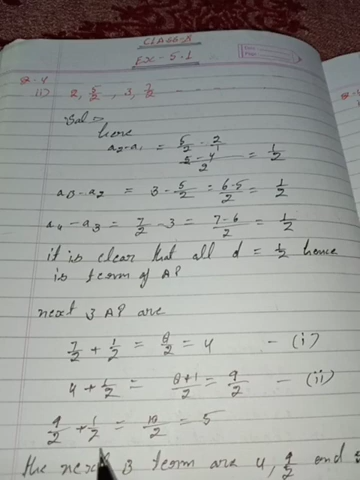 CLASS-X
EX-5.1
Q.4
ii) 2, 5/2, 3, 7/2 -------
Sol⇒
here
a2-a1 = 5/2 - 2/1
5-4/2 = 1/2
a3-a2 = 3-5/2 = 6-5/2 = 1/2
a4-a3 = 7/2-3 = 7-6/2 = 1/2
it is clear that all d = 1/2 hence
is term of AP
next 3 AP are
7/2 + 1/2 = 8/2 = 4 - (i)
4 + 1/2 = 8+1/2 = 9/2 - (ii)
9/2 + 1/2 = 10/2 = 5
the next 3 term are 4, 9/2 and 5